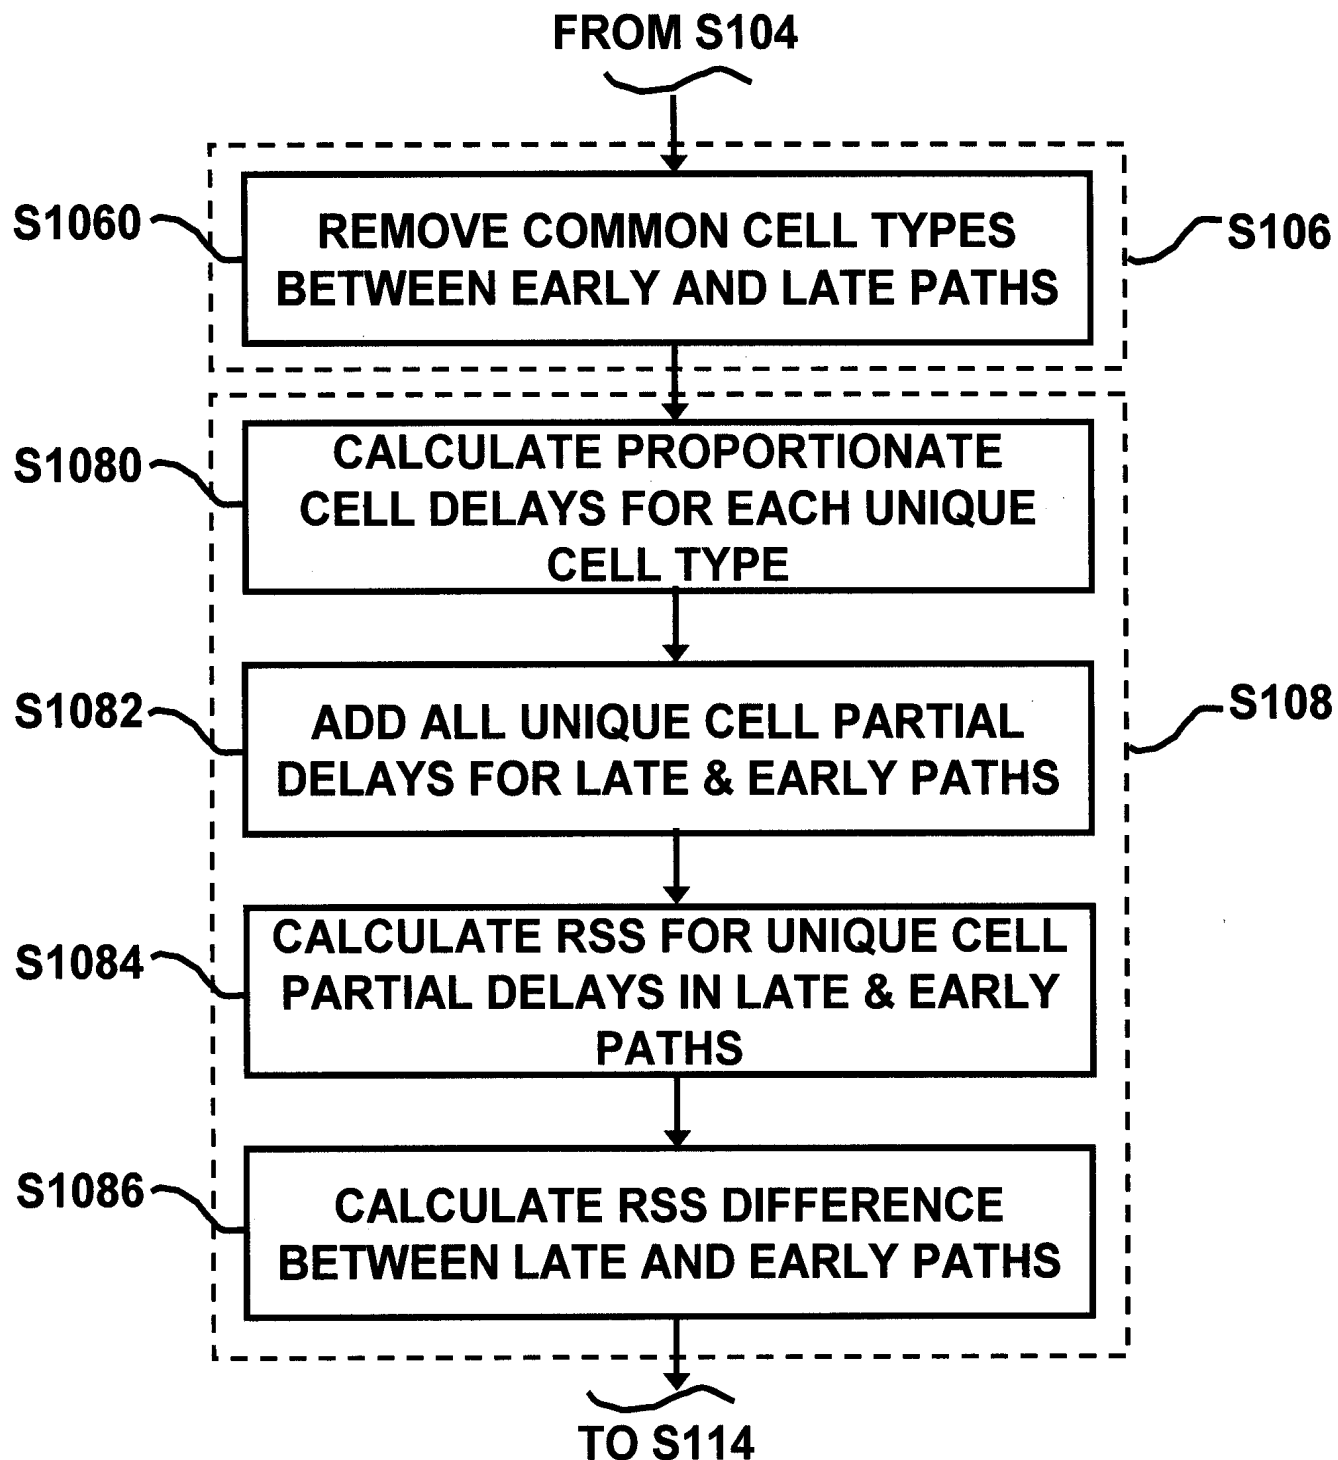 FROM S104
S1060
REMOVE COMMON CELL TYPES
BETWEEN EARLY AND LATE PATHS
S106
S1080
CALCULATE PROPORTIONATE
CELL DELAYS FOR EACH UNIQUE
CELL TYPE
S1082
ADD ALL UNIQUE CELL PARTIAL
DELAYS FOR LATE & EARLY PATHS
S108
S1084
CALCULATE RSS FOR UNIQUE CELL
PARTIAL DELAYS IN LATE & EARLY
PATHS
S1086
CALCULATE RSS DIFFERENCE
BETWEEN LATE AND EARLY PATHS
TO S114